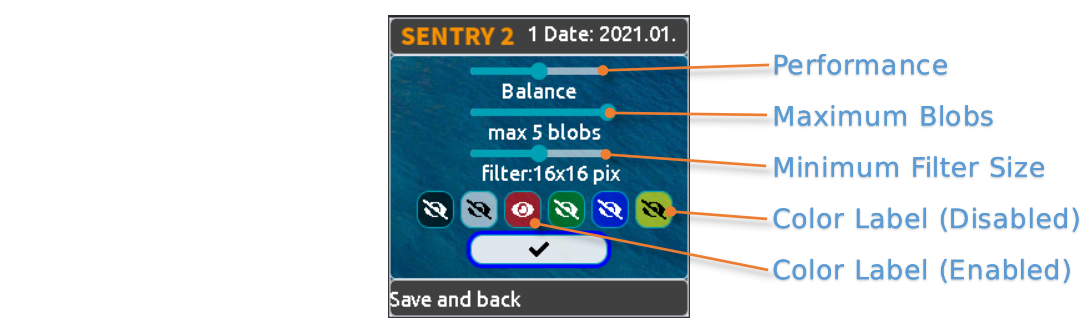 SENTRY 2 1 Date: 2021.01.
Balance
max 5 blobs
filter:16x16 pix
Save and back
Performance
Maximum Blobs
Minimum Filter Size
Color Label (Disabled)
Color Label (Enabled)